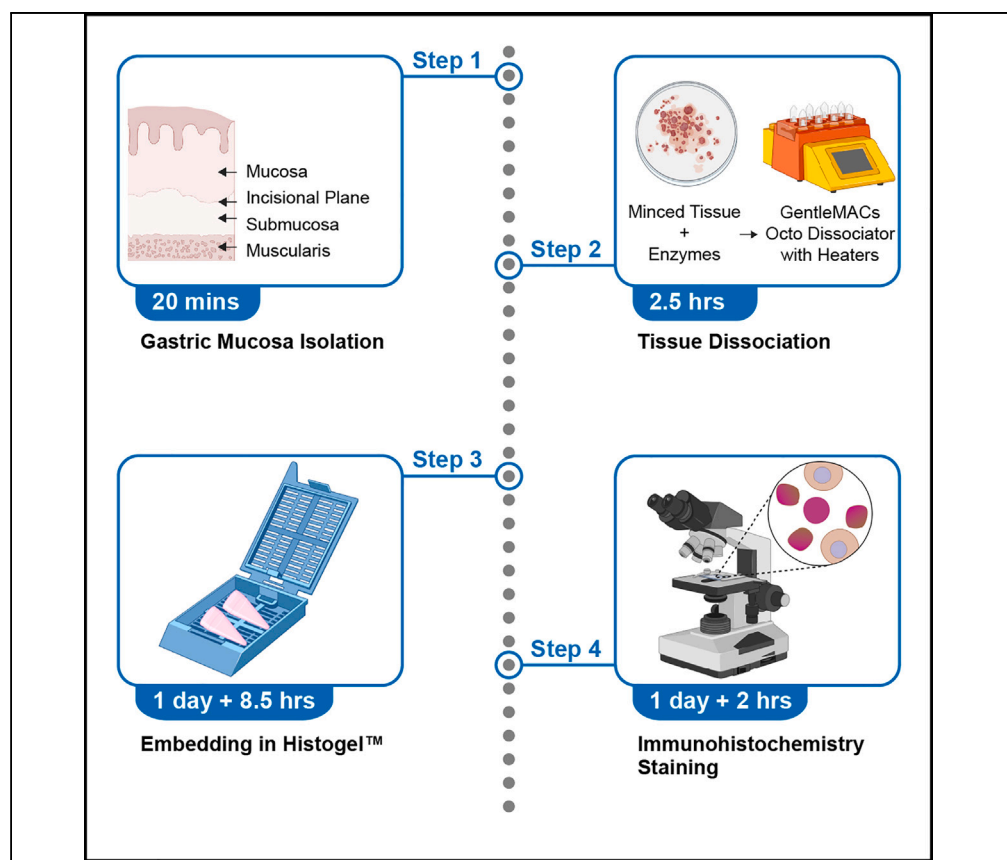 Step 1
Mucosa
Incisional Plane
Submucosa
Muscularis
20 mins
Gastric Mucosa Isolation
Step 2
Minced Tissue
+
Enzymes
→
GentleMACs
Octo Dissociator
with Heaters
2.5 hrs
Tissue Dissociation
Step 3
1 day + 8.5 hrs
Embedding in Histogel™
Step 4
1 day + 2 hrs
Immunohistochemistry
Staining